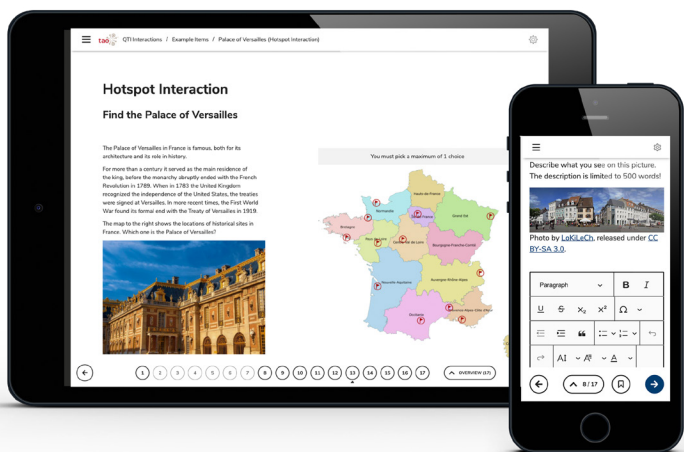 tao QTI Interactions / Example Items / Palace of Versailles (Hotspot Interaction)
Hotspot Interaction
Find the Palace of Versailles
The Palace of Versailles in France is famous, both for its
architecture and its role in history.
For more than a century it served as the main residence of
the king, before the monarchy abruptly ended with the French
Revolution in 1789. When in 1783 the United Kingdom
recognized the independence of the United States, the treaties
were signed at Versailles. In more recent times, the First World
War found its formal end with the Treaty of Versailles in 1919.
The map to the right shows the locations of historical sites in
France. Which one is the Palace of Versailles?
You must pick a maximum of 1 choice
Hauts-de-France
Normandie
Grand Est
Bretagne
Bourgogne-Franche-Comté
Nouvelle-Aquitaine
Auvergne-Rhône-Alpes
Occitanie
1 2 3 4 5 6 7 8 9 10 11 12 13 14 15 16 17
OVERVIEW (17)
Describe what you see on this picture.
The description is limited to 500 words!
Photo by LoKiLeCh, released under CC
BY-SA 3.0.
Paragraph B I
U S x₂ x² Ω
AI A A
8 / 17